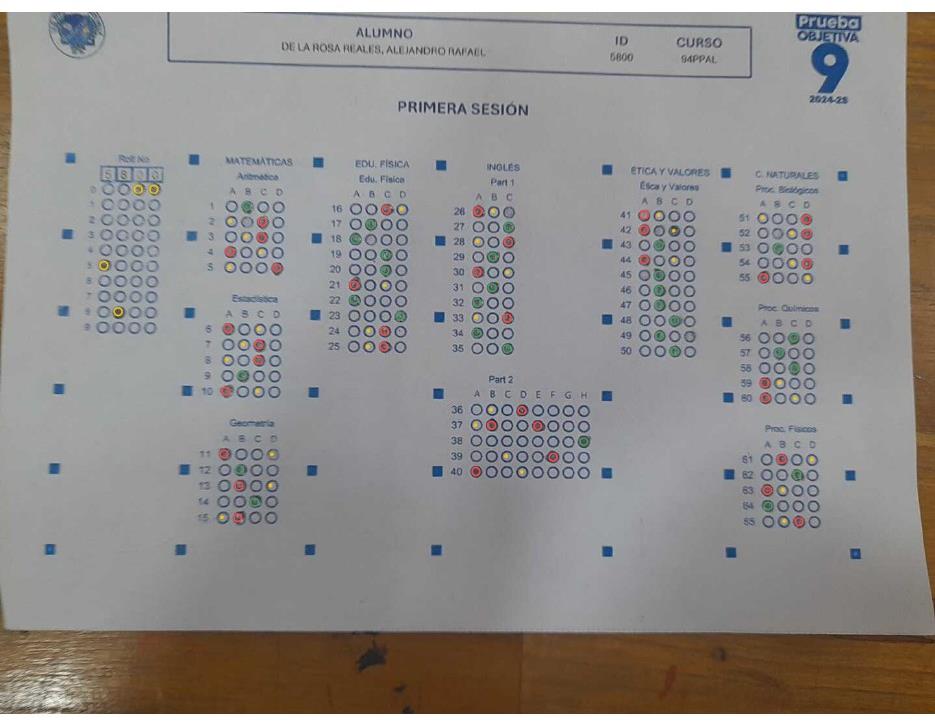 ALUMNO
DE LA ROSA REALES, ALEJANDRO RAFAEL
ID
5800
CURSO
94PPAL
Prueba
OBJETIVA
9
2024-25
PRIMERA SESIÓN
Roll No
5 8 0 0
0
1
2
3
4
5
6
7
8
9
MATEMÁTICAS
Aritmética
A B C D
1
2
3
4
5
Estadística
A B C D
6
7
8
9
10
Geometría
A B C D
11
12
13
14
15
EDU. FÍSICA
Edu. Física
A B C D
16
17
18
19
20
21
22
23
24
25
INGLÉS
Part 1
A B C
26
27
28
29
30
31
32
33
34
35
Part 2
A B C D E F G H
36
37
38
39
40
ÉTICA Y VALORES
Ética y Valores
A B C D
41
42
43
44
45
46
47
48
49
50
C. NATURALES
Proc. Biológicos
A B C D
51
52
53
54
55
Proc. Químicos
A B C D
56
57
58
59
60
Proc. Físicos
A B C D
61
62
63
64
65